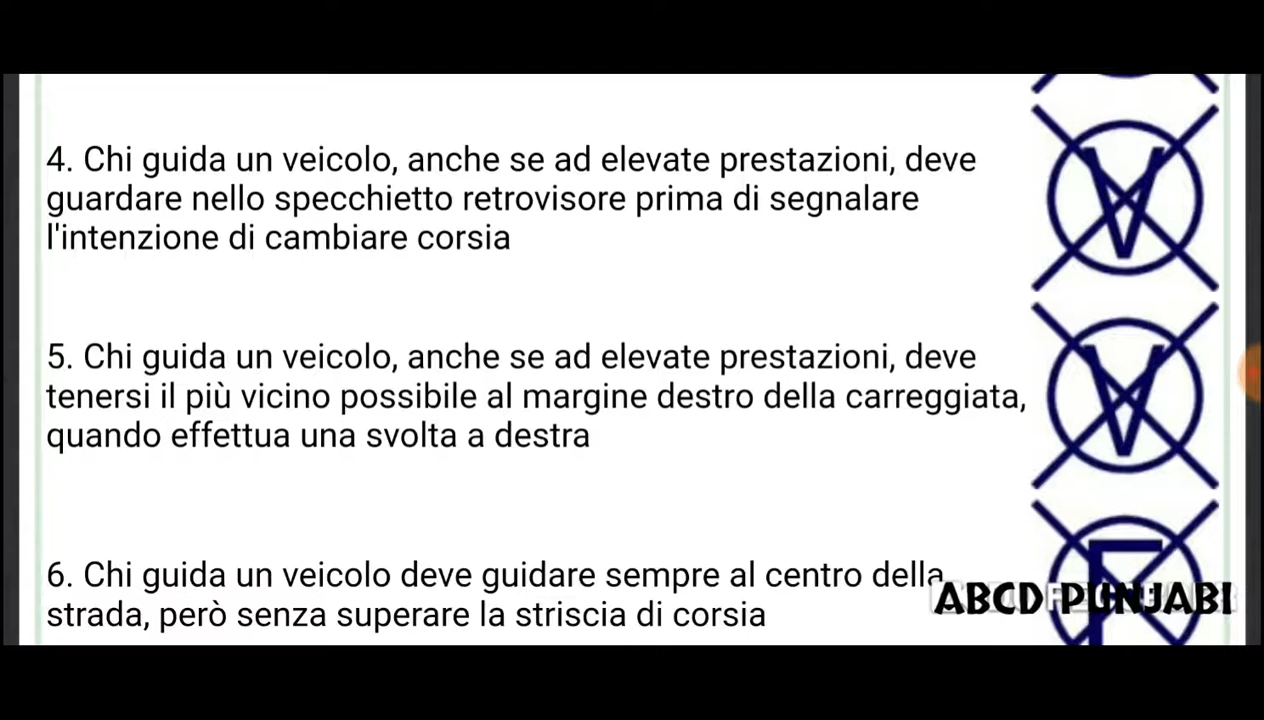 4. Chi guida un veicolo, anche se ad elevate prestazioni, deve
guardare nello specchietto retrovisore prima di segnalare
l'intenzione di cambiare corsia
V
5. Chi guida un veicolo, anche se ad elevate prestazioni, deve
tenersi il più vicino possibile al margine destro della carreggiata,
quando effettua una svolta a destra
V
6. Chi guida un veicolo deve guidare sempre al centro della
strada, però senza superare la striscia di corsia
F
ABCD PUNJABI